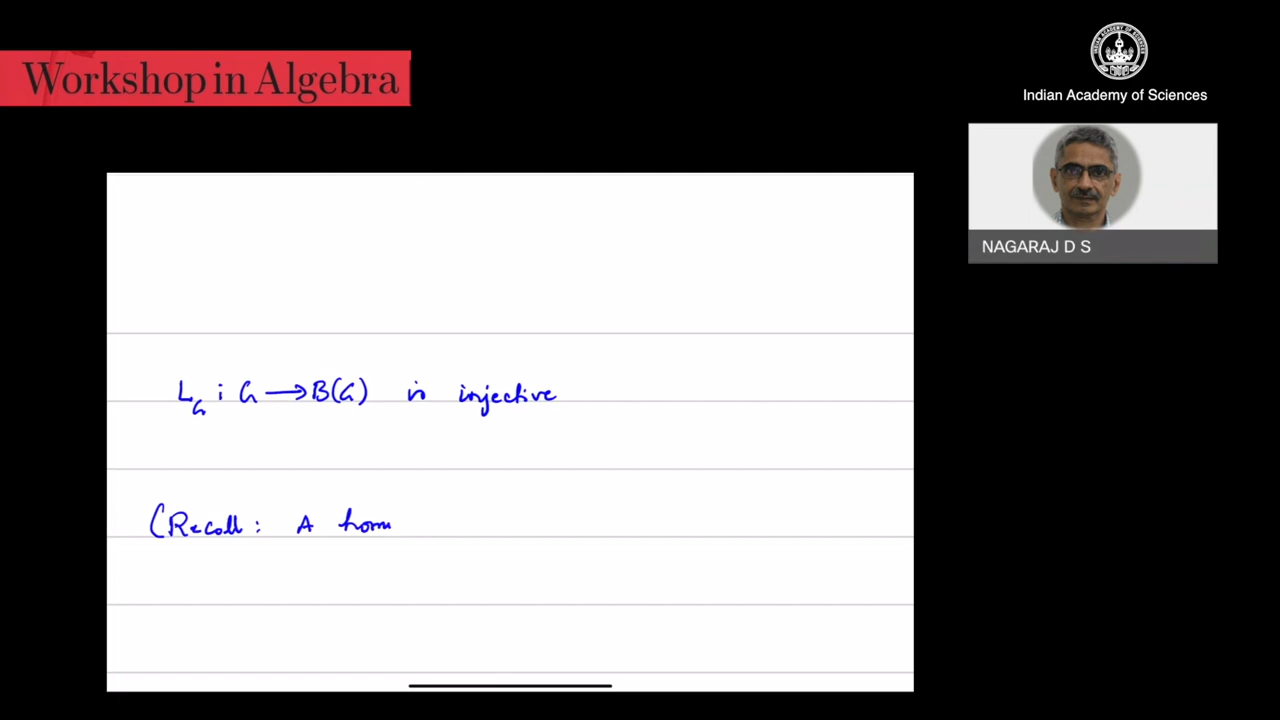 Workshop in Algebra
Indian Academy of Sciences
NAGARAJ D S
L_G : G → B(G) is injective
(Recall : A hom